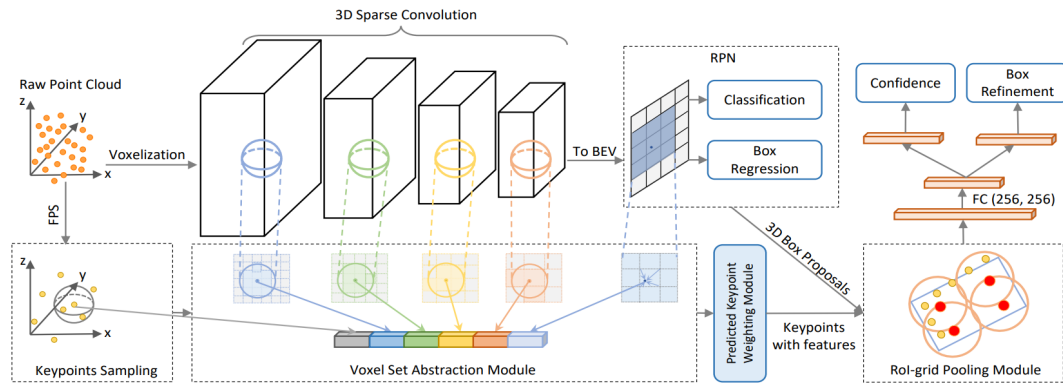 3D Sparse Convolution
Raw Point Cloud
z
y
x
Voxelization
FPS
To BEV
RPN
Classification
Box
Regression
Confidence
Box
Refinement
FC (256, 256)
3D Box Proposals
z
y
x
Keypoints Sampling
Voxel Set Abstraction Module
Predicted Keypoint
Weighting Module
Keypoints
with features
RoI-grid Pooling Module